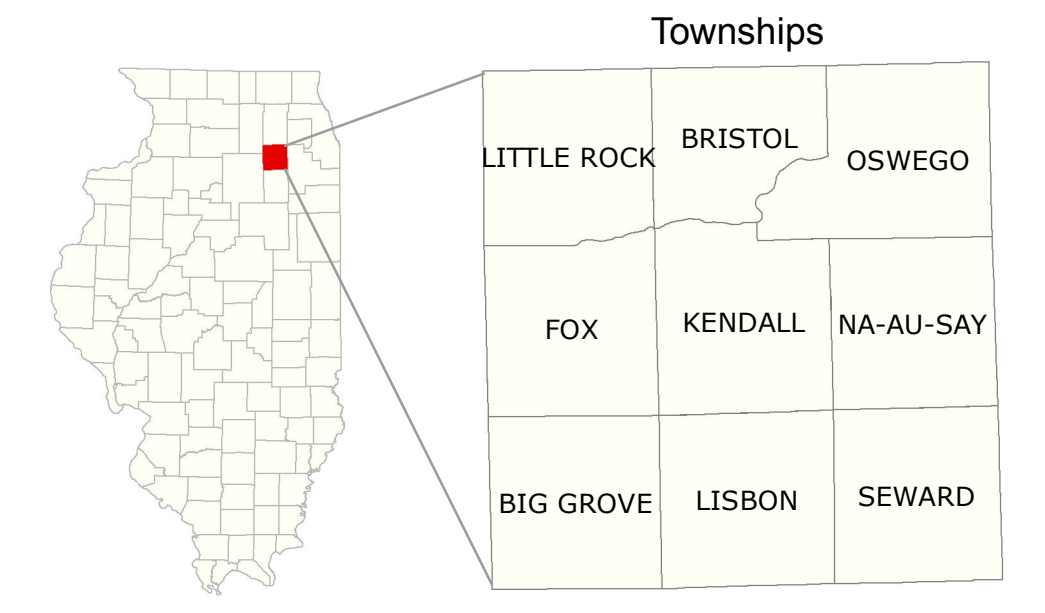 Townships
LITTLE ROCK
BRISTOL
OSWEGO
FOX
KENDALL
NA-AU-SAY
BIG GROVE
LISBON
SEWARD